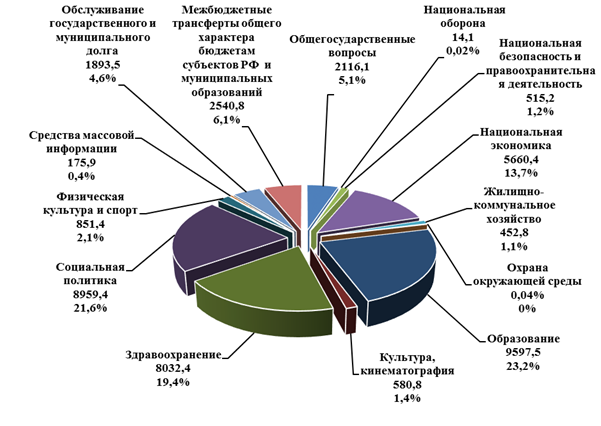 Обслуживание
государственного и
муниципального
долга
1893,5
4,6%
Межбюджетные
трансферты общего
характера
бюджетам
субъектов РФ и
муниципальных
образований
2540,8
6,1%
Общегосударственные
вопросы
2116,1
5,1%
Национальная
оборона
14,1
0,02%
Национальная
безопасность и
правоохранительна
я деятельность
515,2
1,2%
Национальная
экономика
5660,4
13,7%
Жилищно-
коммунальное
хозяйство
452,8
1,1%
Охрана
окружающей среды
0,04%
0%
Образование
9597,5
23,2%
Культура,
кинематография
580,8
1,4%
Здравоохранение
8032,4
19,4%
Социальная
политика
8959,4
21,6%
Физическая
культура и спорт
851,4
2,1%
Средства массовой
информации
175,9
0,4%